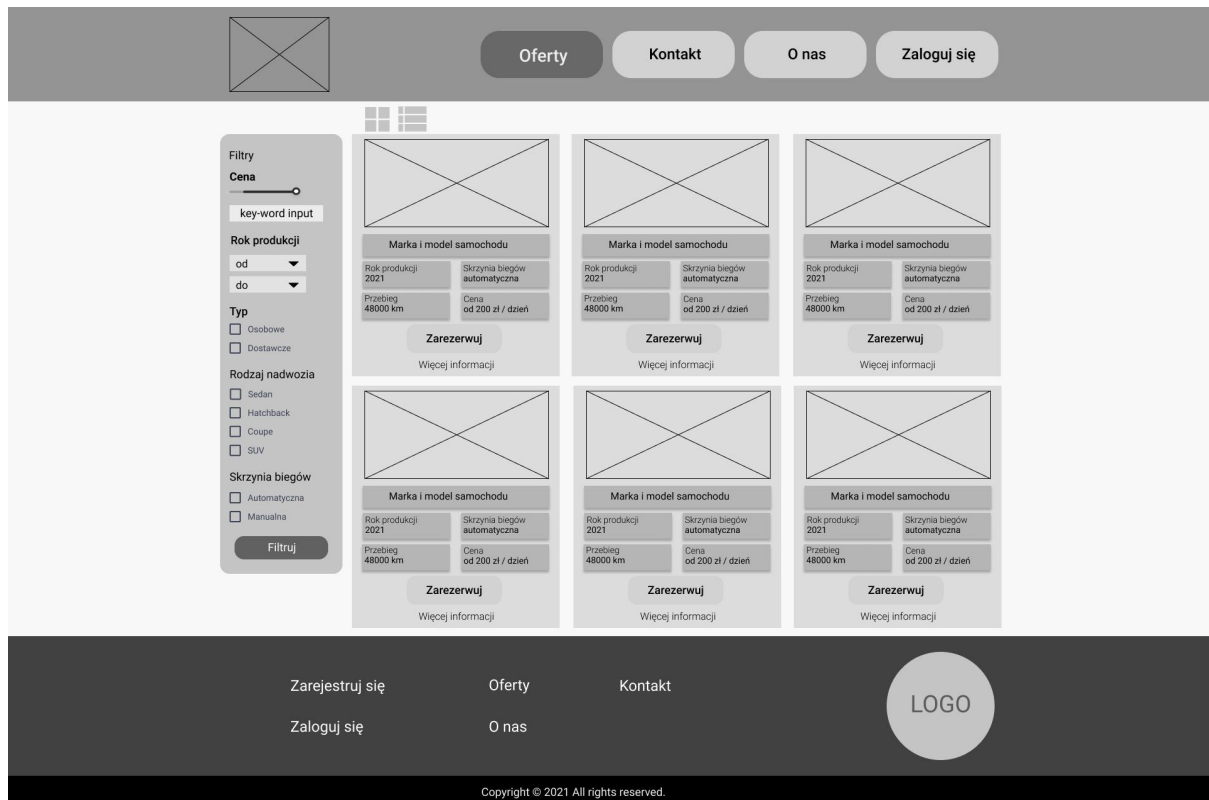 Oferty
Kontakt
O nas
Zaloguj się
Filtry
Cena
key-word input
Rok produkcji
od
do
Typ
Osobowe
Dostawcze
Rodzaj nadwozia
Sedan
Hatchback
Coupe
SUV
Skrzynia biegów
Automatyczna
Manualna
Filtruj
Marka i model samochodu
Rok produkcji
2021
Skrzynia biegów
automatyczna
Przebieg
48000 km
Cena
od 200 zł / dzień
Zarezerwuj
Więcej informacji
Marka i model samochodu
Rok produkcji
2021
Skrzynia biegów
automatyczna
Przebieg
48000 km
Cena
od 200 zł / dzień
Zarezerwuj
Więcej informacji
Marka i model samochodu
Rok produkcji
2021
Skrzynia biegów
automatyczna
Przebieg
48000 km
Cena
od 200 zł / dzień
Zarezerwuj
Więcej informacji
Marka i model samochodu
Rok produkcji
2021
Skrzynia biegów
automatyczna
Przebieg
48000 km
Cena
od 200 zł / dzień
Zarezerwuj
Więcej informacji
Marka i model samochodu
Rok produkcji
2021
Skrzynia biegów
automatyczna
Przebieg
48000 km
Cena
od 200 zł / dzień
Zarezerwuj
Więcej informacji
Marka i model samochodu
Rok produkcji
2021
Skrzynia biegów
automatyczna
Przebieg
48000 km
Cena
od 200 zł / dzień
Zarezerwuj
Więcej informacji
Zarejestruj się
Zaloguj się
Oferty
O nas
Kontakt
LOGO
Copyright © 2021 All rights reserved.